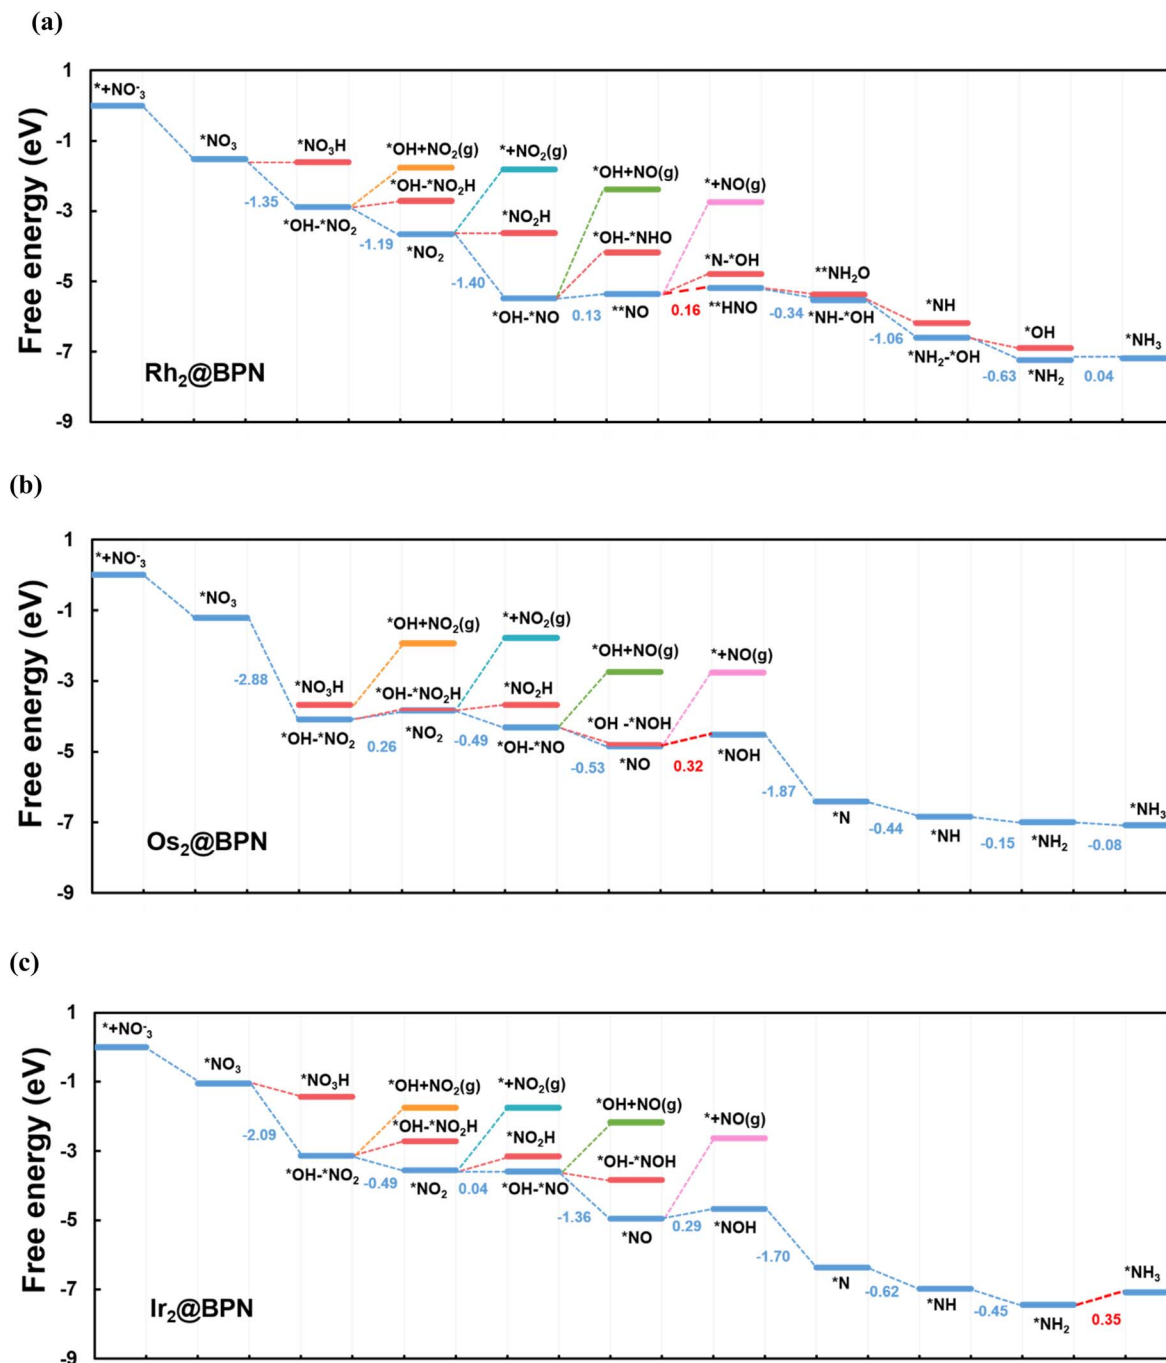 (a)
Free energy (eV)
1
-1
-3
-5
-7
-9
*+NO⁻₃
*NO₃
*NO₃H
-1.35
*OH-*NO₂
*OH+NO₂(g)
*OH-*NO₂H
-1.19
*NO₂
*+NO₂(g)
*NO₂H
-1.40
*OH-*NO
*OH+NO(g)
*OH-*NHO
0.13
**NO
*+NO(g)
*N-*OH
0.16
**HNO
**NH₂O
-0.34
*NH-*OH
*NH
-1.06
*NH₂-*OH
*OH
-0.63
*NH₂
*NH₃
0.04
Rh₂@BPN
(b)
Free energy (eV)
1
-1
-3
-5
-7
-9
*+NO⁻₃
*NO₃
-2.88
*NO₃H
*OH-*NO₂
*OH+NO₂(g)
*OH-*NO₂H
0.26
*NO₂
*+NO₂(g)
*NO₂H
-0.49
*OH-*NO
*OH+NO(g)
*OH -*NOH
-0.53
*NO
*+NO(g)
0.32
*NOH
-1.87
*N
-0.44
*NH
-0.15
*NH₂
-0.08
*NH₃
Os₂@BPN
(c)
Free energy (eV)
1
-1
-3
-5
-7
-9
*+NO⁻₃
*NO₃
*NO₃H
-2.09
*OH-*NO₂
*OH+NO₂(g)
*OH-*NO₂H
-0.49
*NO₂
*+NO₂(g)
*NO₂H
0.04
*OH-*NO
*OH+NO(g)
*OH-*NOH
-1.36
*NO
*+NO(g)
0.29
*NOH
-1.70
*N
-0.62
*NH
-0.45
*NH₂
*NH₃
0.35
Ir₂@BPN